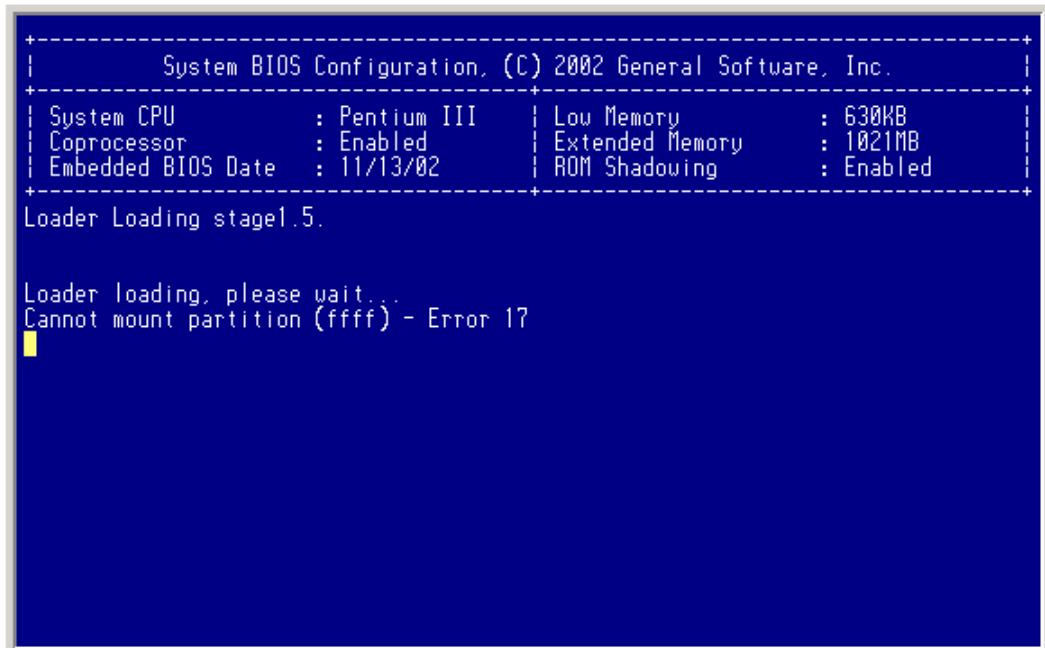 +------------------------------------------------------------------------------+
| System BIOS Configuration, (C) 2002 General Software, Inc. |
+---------------------------------------+--------------------------------------+
| System CPU : Pentium III | Low Memory : 630KB |
| Coprocessor : Enabled | Extended Memory : 1021MB |
| Embedded BIOS Date : 11/13/02 | ROM Shadowing : Enabled |
+---------------------------------------+--------------------------------------+
Loader Loading stage1.5.
Loader loading, please wait...
Cannot mount partition (ffff) - Error 17